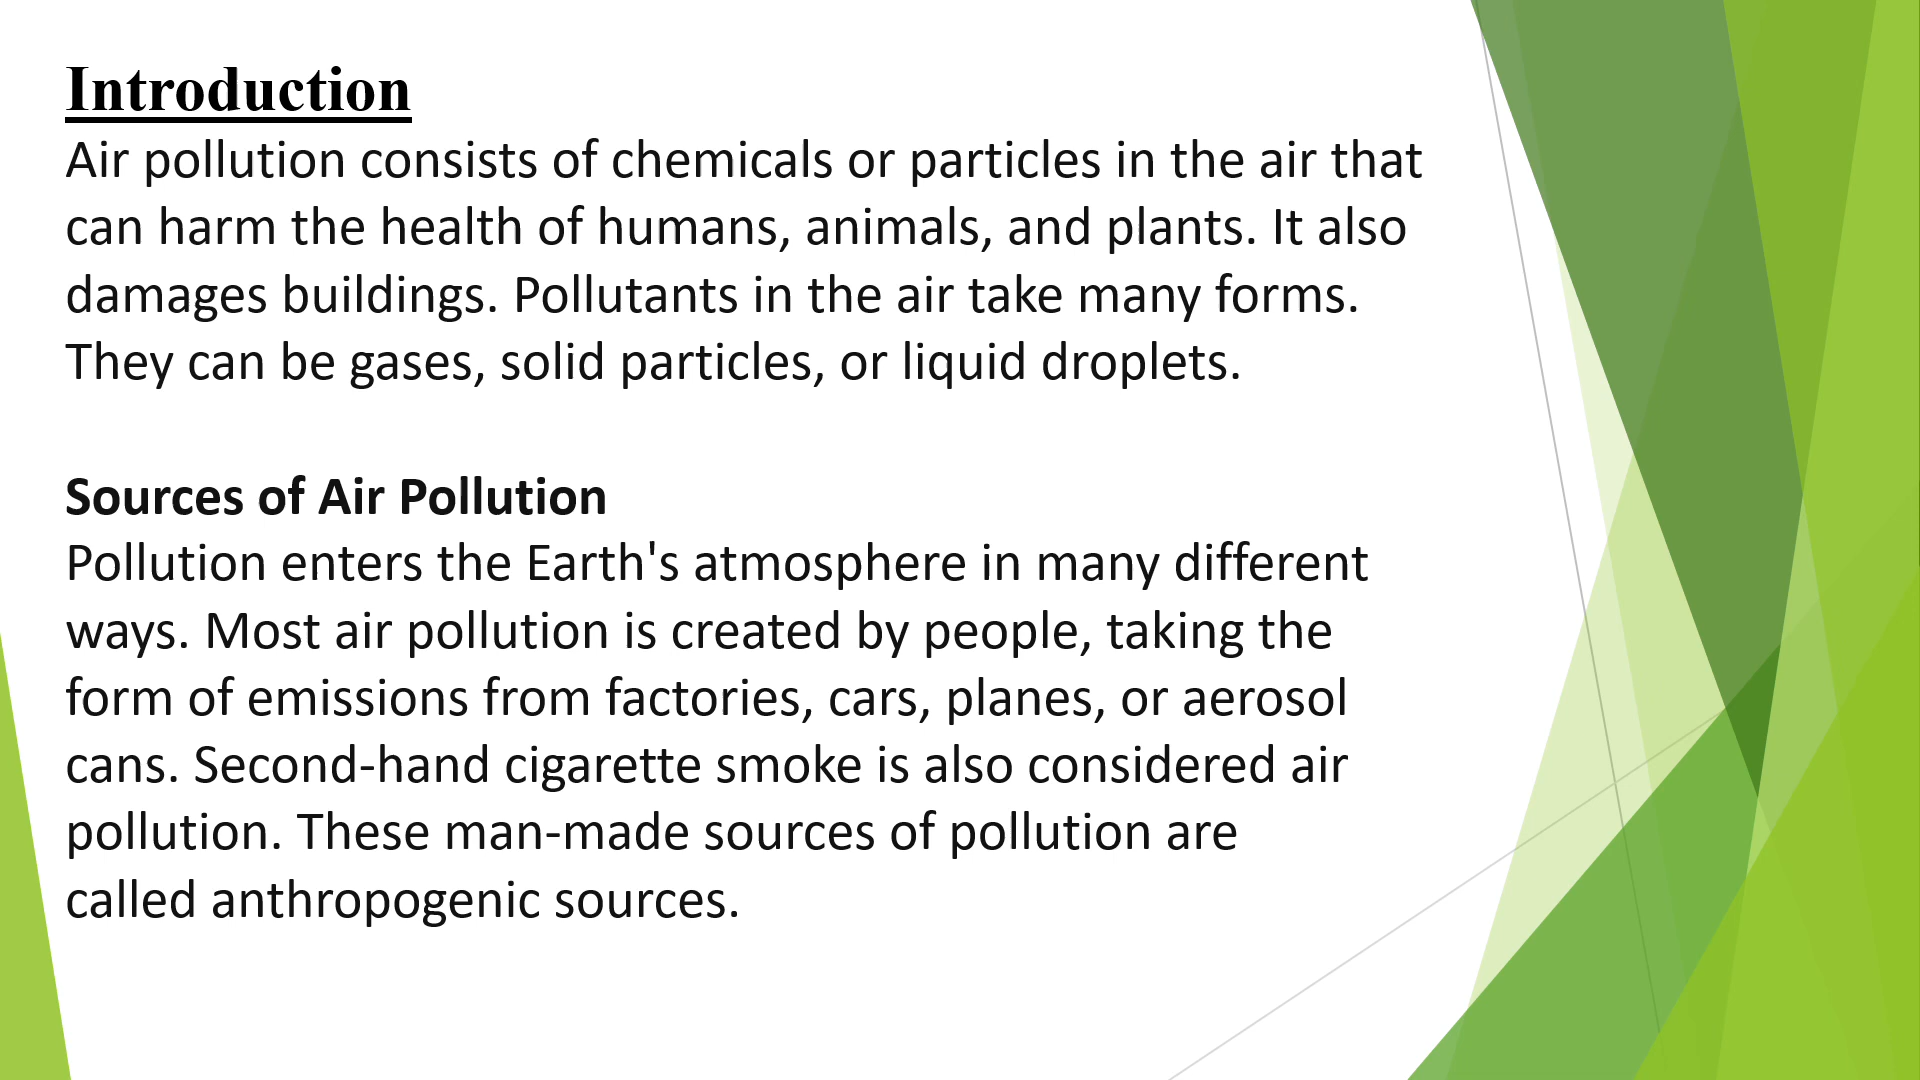 Introduction
Air pollution consists of chemicals or particles in the air that
can harm the health of humans, animals, and plants. It also
damages buildings. Pollutants in the air take many forms.
They can be gases, solid particles, or liquid droplets.
Sources of Air Pollution
Pollution enters the Earth's atmosphere in many different
ways. Most air pollution is created by people, taking the
form of emissions from factories, cars, planes, or aerosol
cans. Second-hand cigarette smoke is also considered air
pollution. These man-made sources of pollution are
called anthropogenic sources.